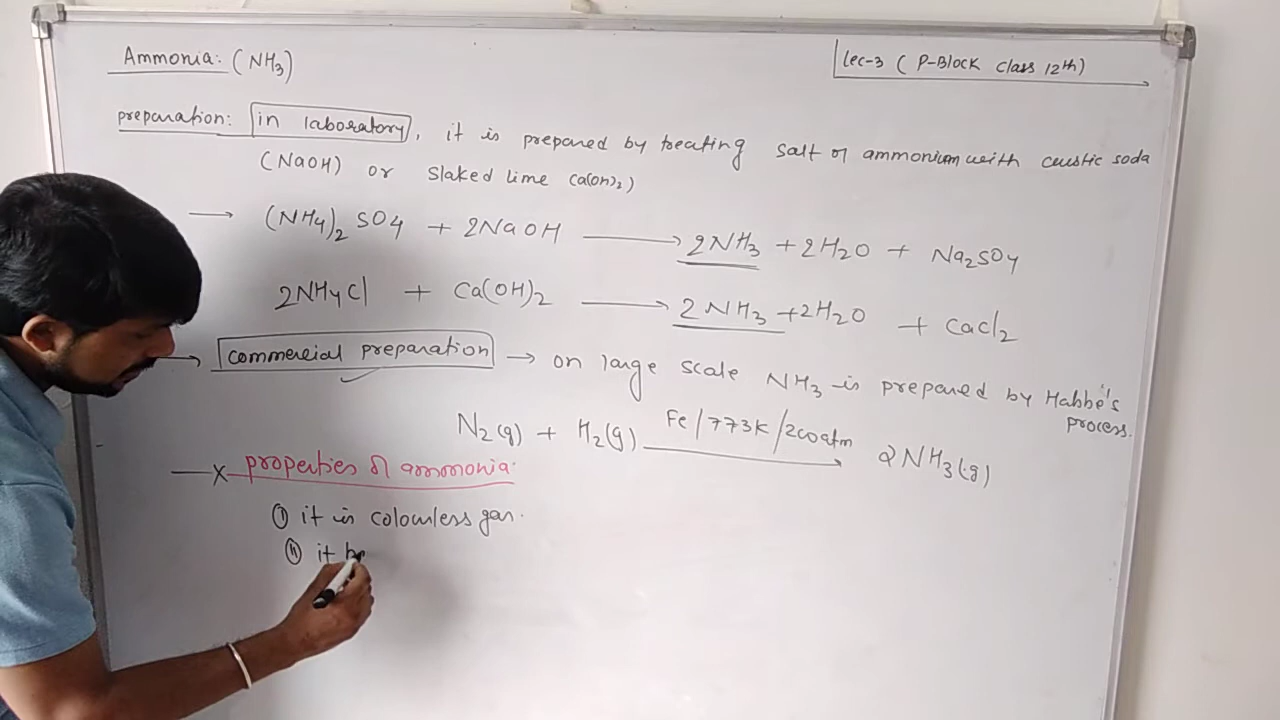 Ammonia: (NH3)
Lec-3 ( P-Block class 12th)
preparation: in laboratory, it is prepared by treating salt of ammonium with caustic soda
(NaOH) or slaked lime Ca(OH)2)
→ (NH4)2 SO4 + 2NaOH → 2NH3 + 2H2O + Na2SO4
2NH4Cl + Ca(OH)2 → 2NH3 + 2H2O + CaCl2
→ commercial preparation → on large scale NH3 is prepared by Habbe's
process.
N2(g) + H2(g) Fe/773K/200atm → 2NH3(g)
—x properties of ammonia:
(i) it is colourless gas.
(ii) it